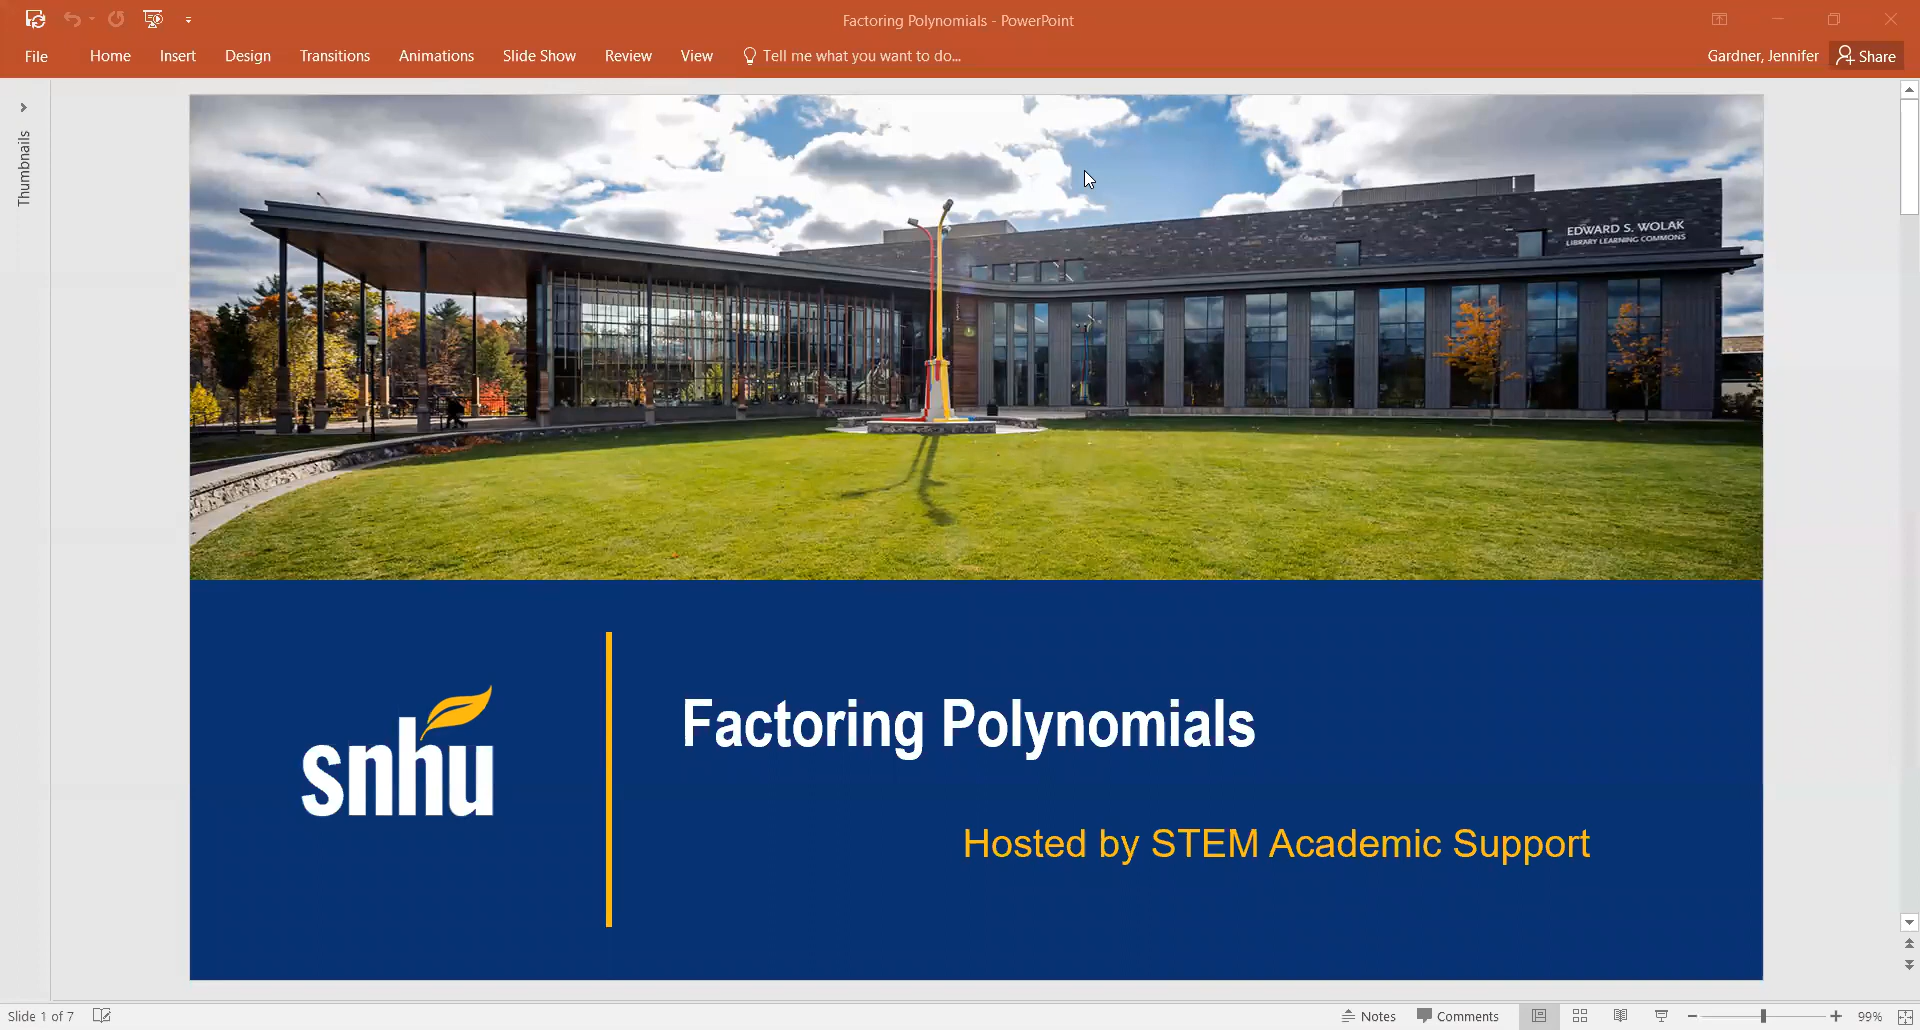 Factoring Polynomials - PowerPoint
File Home Insert Design Transitions Animations Slide Show Review View Tell me what you want to do... Gardner, Jennifer Share
Thumbnails
EDWARD S. WOLAK
LIBRARY LEARNING COMMONS
snhu
Factoring Polynomials
Hosted by STEM Academic Support
Slide 1 of 7 Notes Comments 99%